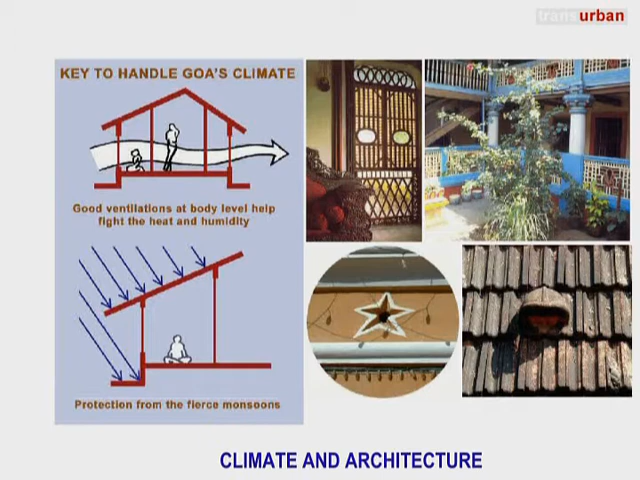 transurban
KEY TO HANDLE GOA'S CLIMATE
Good ventilations at body level help
fight the heat and humidity
Protection from the fierce monsoons
CLIMATE AND ARCHITECTURE